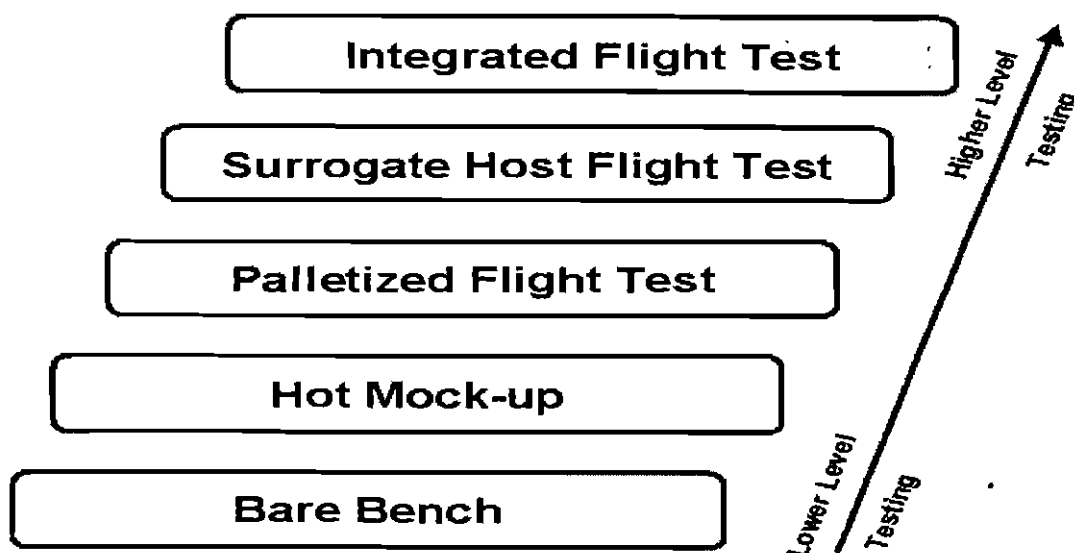 Integrated Flight Test
Surrogate Host Flight Test
Palletized Flight Test
Hot Mock-up
Bare Bench
Higher Level
Testing
Lower Level
Testing